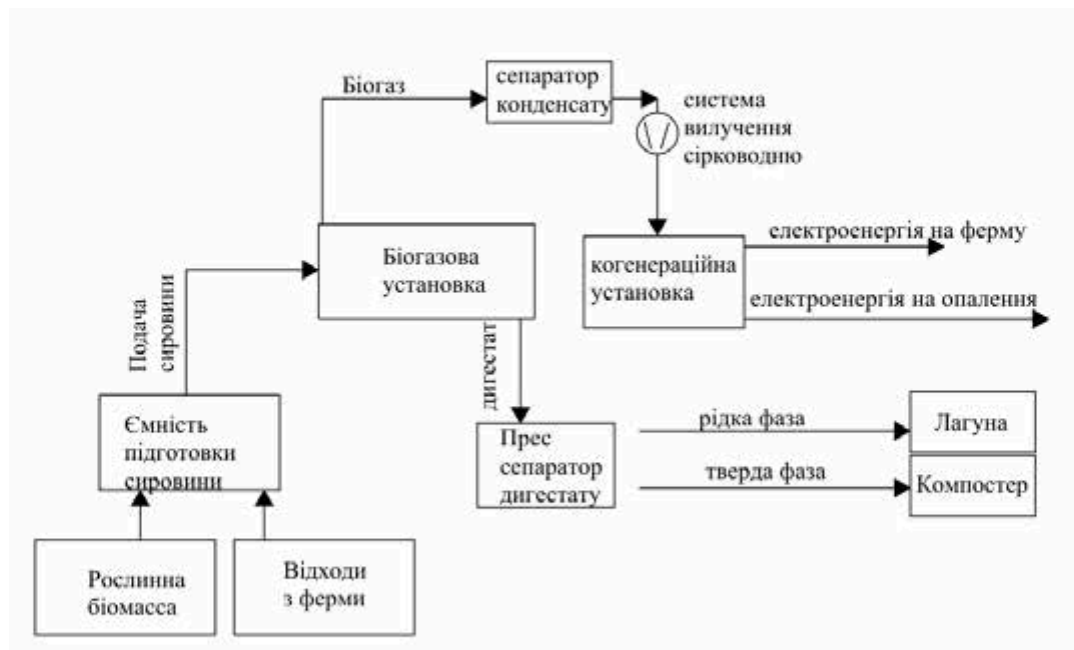 Біогаз
сепаратор
конденсату
система
вилучення
сірководню
Біогазова
установка
когенераційна
установка
електроенергія на ферму
електроенергія на опалення
Подача
сировини
дигестат
Ємність
підготовки
сировини
Прес
сепаратор
дигестату
рідка фаза
Лагуна
тверда фаза
Компостер
Рослинна
біомасса
Відходи
з ферми